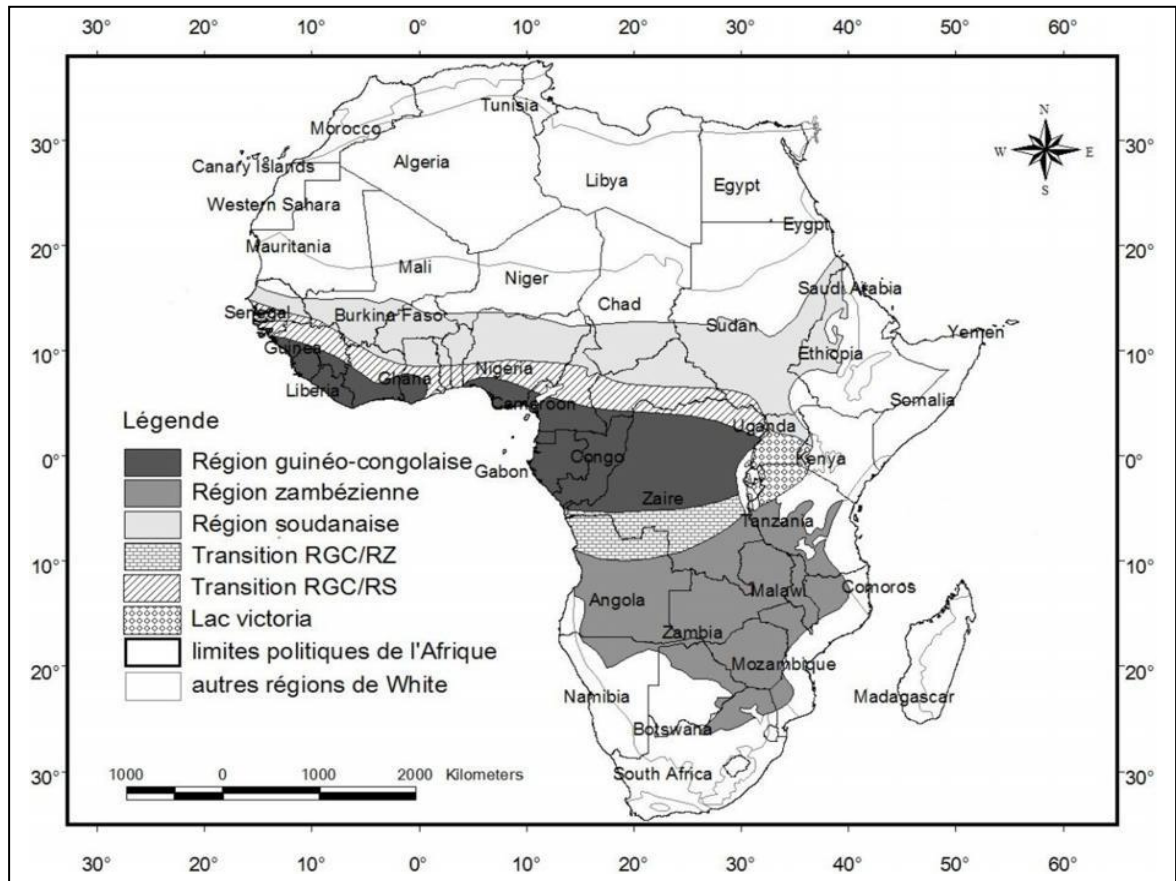 30° 20° 10° 0° 10° 20° 30° 40° 50° 60°
N
W E
S
Tunisia
Morocco
30° 30°
Algeria
Canary Islands
Libya
Egypt
Western Sahara
Eygpt
20° 20°
Mauritania
Mali
Niger
Chad
Saudi Arabia
Senegal
Burkina Faso
Sudan
Yemen
10° 10°
Guinea
Ethiopia
Nigeria
Ghana
Liberia
Cameroon
Somalia
Uganda
0° 0°
Gabon
Congo
Kenya
Zaire
Tanzania
10° 10°
Angola
Malawi
Comoros
Zambia
Mozambique
20° 20°
Namibia
Madagascar
Botswana
South Africa
30° 30°
Légende
Région guinéo-congolaise
Région zambézienne
Région soudanaise
Transition RGC/RZ
Transition RGC/RS
Lac victoria
limites politiques de l'Afrique
autres régions de White
1000 0 1000 2000 Kilometers
30° 20° 10° 0° 10° 20° 30° 40° 50° 60°